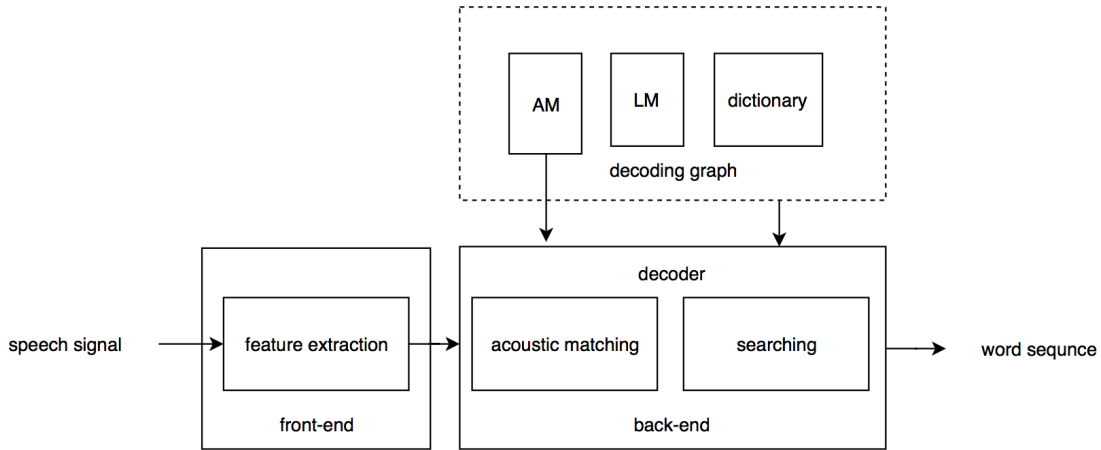 AM
LM
dictionary
decoding graph
decoder
speech signal
feature extraction
acoustic matching
searching
word sequnce
front-end
back-end